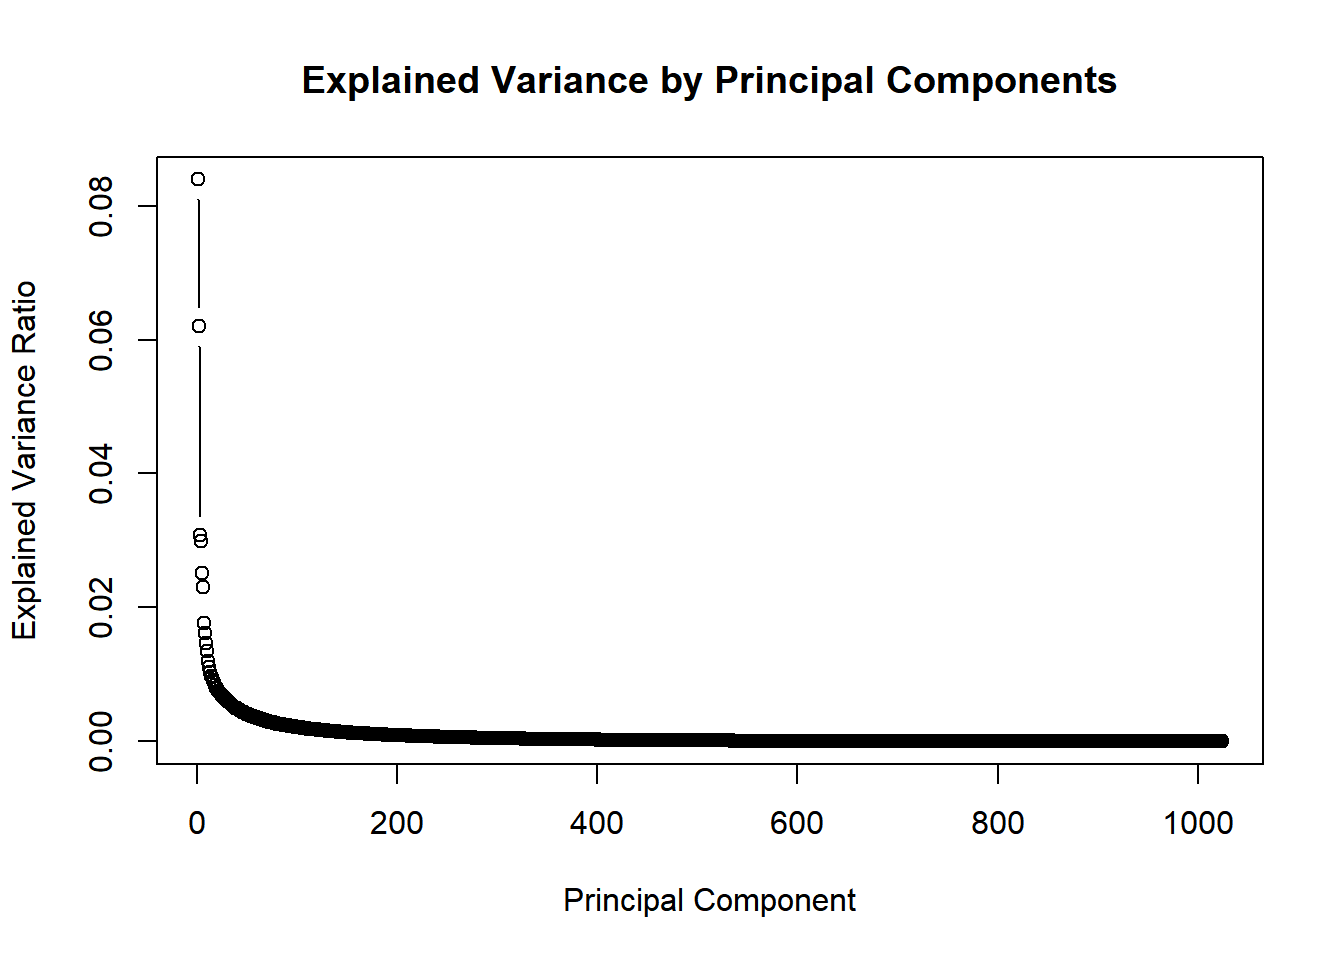 Explained Variance by Principal Components
Explained Variance Ratio
0.08
0.06
0.04
0.02
0.00
0 200 400 600 800 1000
Principal Component